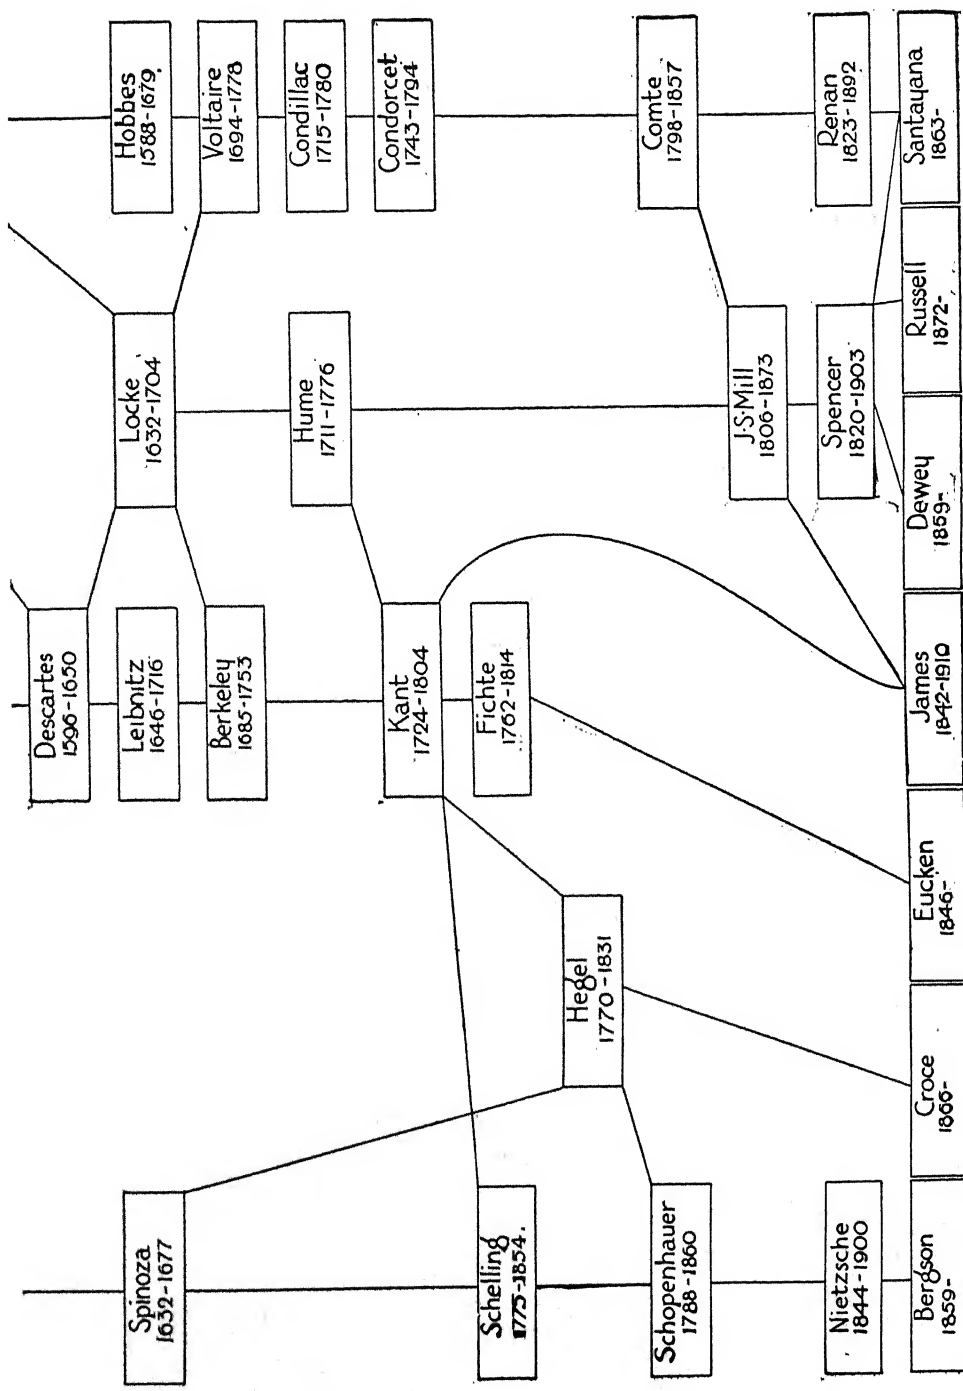 Spinoza
1632-1677
Schelling
1775-1854.
Schopenhauer
1788-1860
Nietzsche
1844-1900
Bergson
1859-
Hegel
1770-1831
Croce
1866-
Eucken
1846-
Descartes
1596-1650
Leibnitz
1646-1716
Berkeley
1685-1753
Kant
1724-1804
Fichte
1762-1814
James
1842-1910
Locke
1632-1704
Hume
1711-1776
J.S.Mill
1806-1873
Spencer
1820-1903
Dewey
1859-
Russell
1872-
Hobbes
1588-1679
Voltaire
1694-1778
Condillac
1715-1780
Condorcet
1743-1794
Comte
1798-1857
Renan
1823-1892
Santayana
1863-